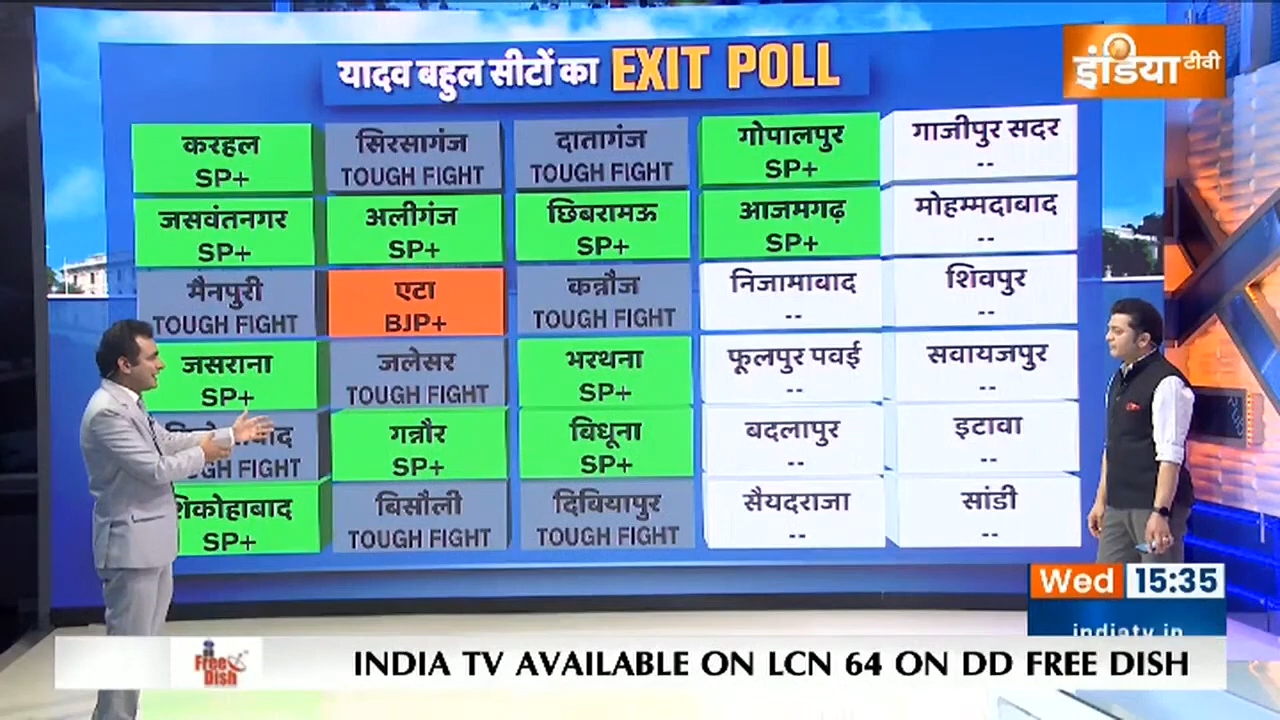 यादव बहुल सीटों का EXIT POLL
इंडिया टीवी
करहल
SP+
सिरसागंज
TOUGH FIGHT
दातागंज
TOUGH FIGHT
गोपालपुर
SP+
गाजीपुर सदर
--
जसवंतनगर
SP+
अलीगंज
SP+
छिबरामऊ
SP+
आजमगढ़
SP+
मोहम्मदाबाद
--
मैनपुरी
TOUGH FIGHT
एटा
BJP+
कन्नौज
TOUGH FIGHT
निजामाबाद
--
शिवपुर
--
जसराना
SP+
जलेसर
TOUGH FIGHT
भरथना
SP+
फूलपुर पवई
--
सवायजपुर
--
FIGHT
गन्नौर
SP+
बिधूना
SP+
बदलापुर
--
इटावा
--
शिकोहाबाद
SP+
बिसौली
TOUGH FIGHT
दिबियापुर
TOUGH FIGHT
सैयदराजा
--
सांडी
--
Wed 15:35
indiatv.in
Free Dish
INDIA TV AVAILABLE ON LCN 64 ON DD FREE DISH